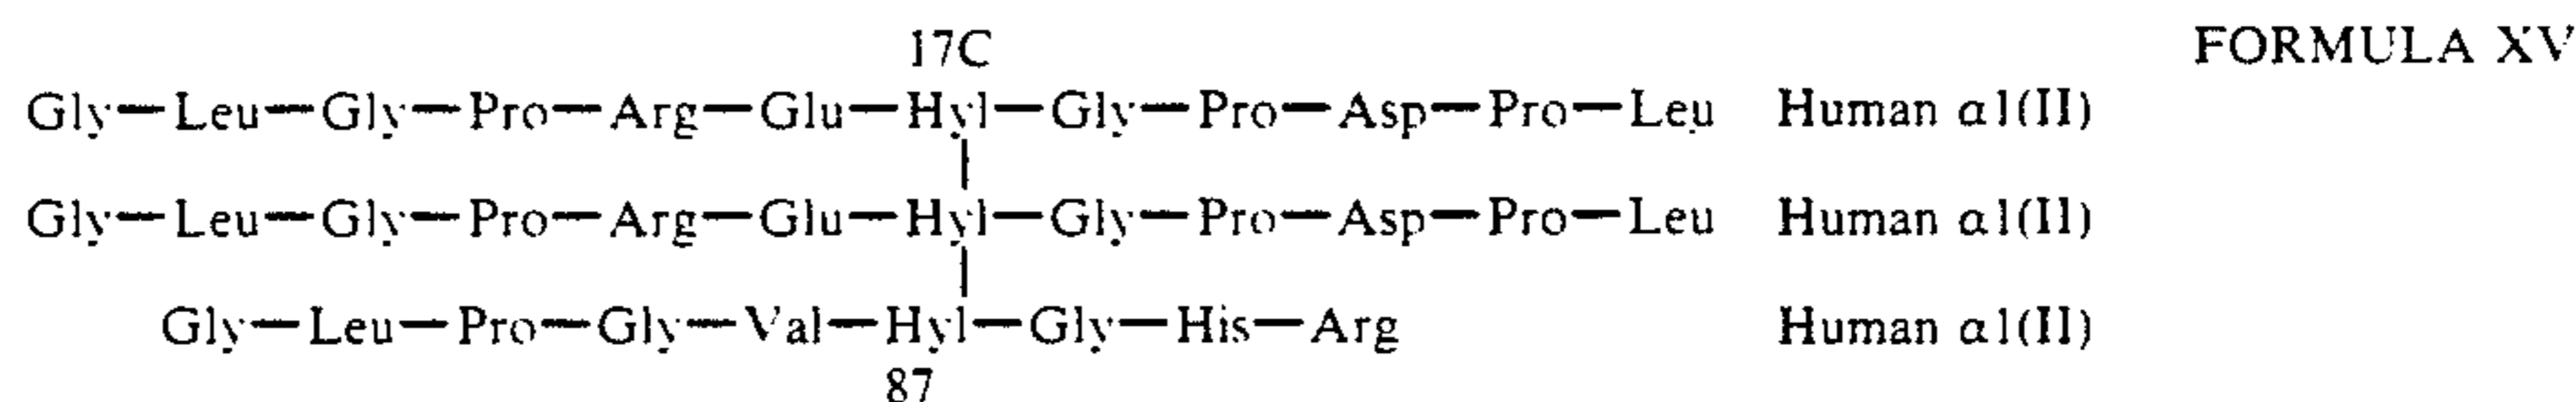 17C FORMULA XV
Gly—Leu—Gly—Pro—Arg—Glu—Hyl—Gly—Pro—Asp—Pro—Leu Human α1(II)
Gly—Leu—Gly—Pro—Arg—Glu—Hyl—Gly—Pro—Asp—Pro—Leu Human α1(II)
Gly—Leu—Pro—Gly—Val—Hyl—Gly—His—Arg Human α1(II)
87